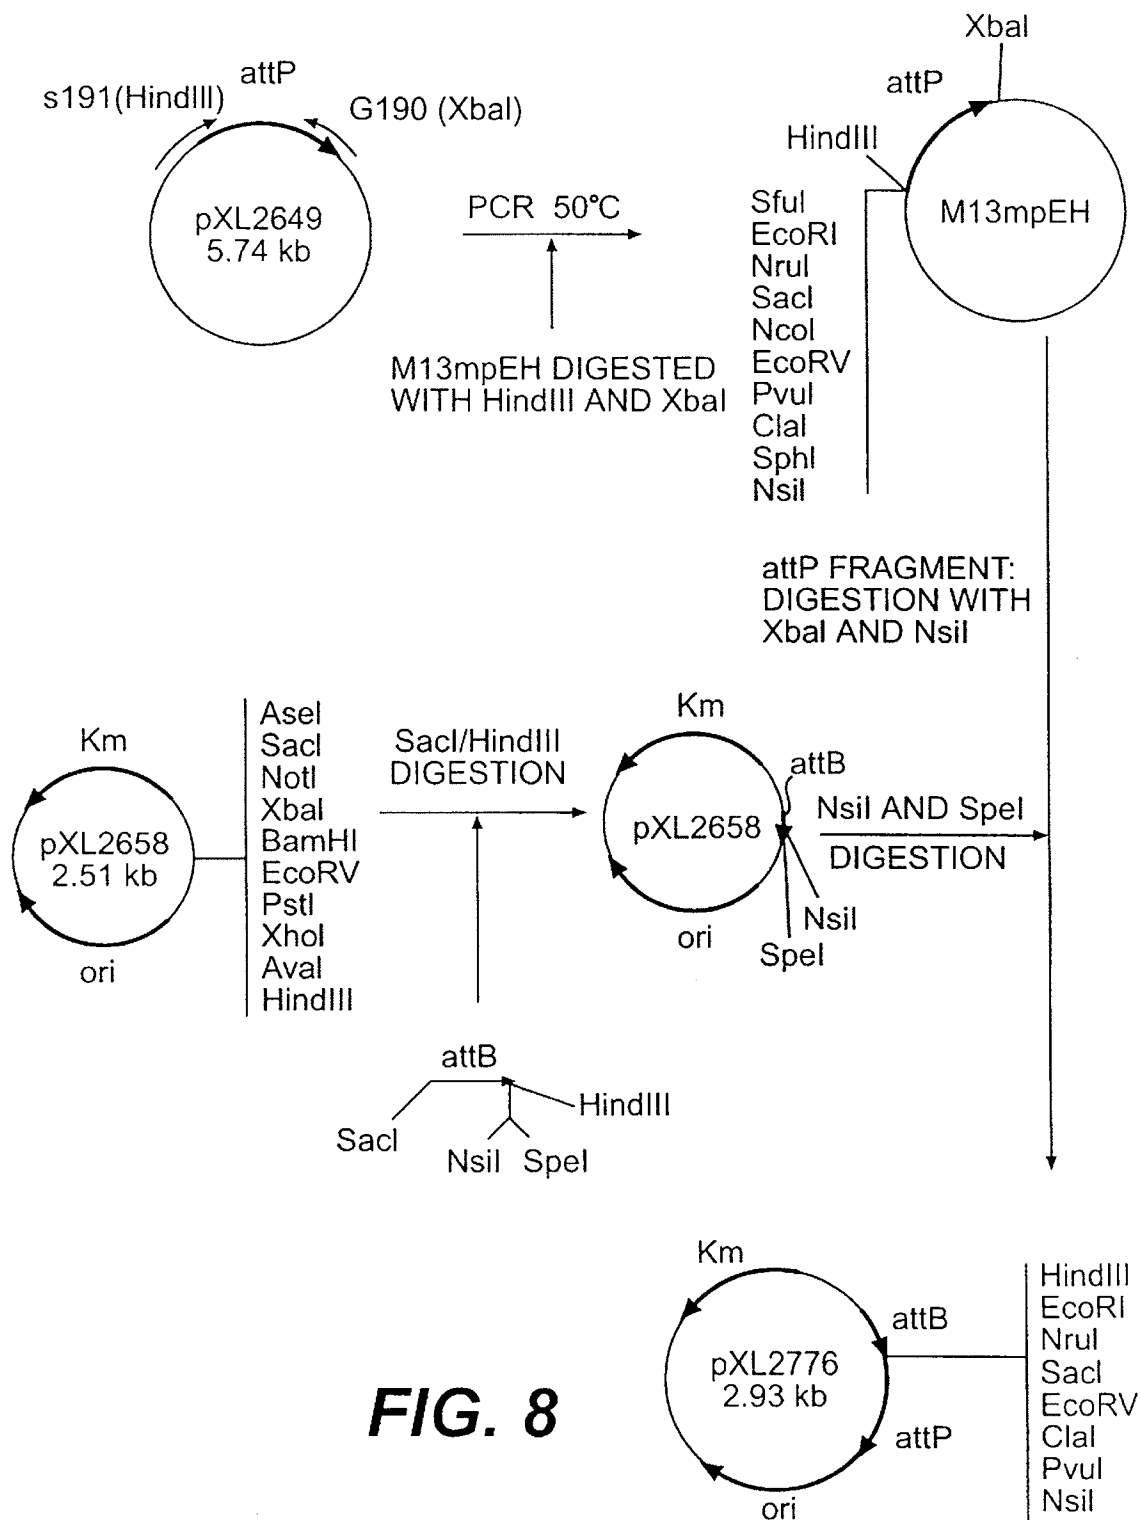 XbaI
attP
s191(HindIII)
G190 (XbaI)
pXL2649
5.74 kb
PCR 50°C
M13mpEH DIGESTED
WITH HindIII AND XbaI
attP
HindIII
M13mpEH
SfuI
EcoRI
NruI
SacI
NcoI
EcoRV
PvuI
ClaI
SphI
NsiI
attP FRAGMENT:
DIGESTION WITH
XbaI AND NsiI
Km
pXL2658
2.51 kb
ori
AseI
SacI
NotI
XbaI
BamHI
EcoRV
PstI
XhoI
AvaI
HindIII
SacI/HindIII
DIGESTION
attB
SacI
NsiI
SpeI
HindIII
Km
attB
pXL2658
ori
NsiI
SpeI
NsiI AND SpeI
DIGESTION
Km
attB
pXL2776
2.93 kb
attP
ori
HindIII
EcoRI
NruI
SacI
EcoRV
ClaI
PvuI
NsiI
FIG. 8